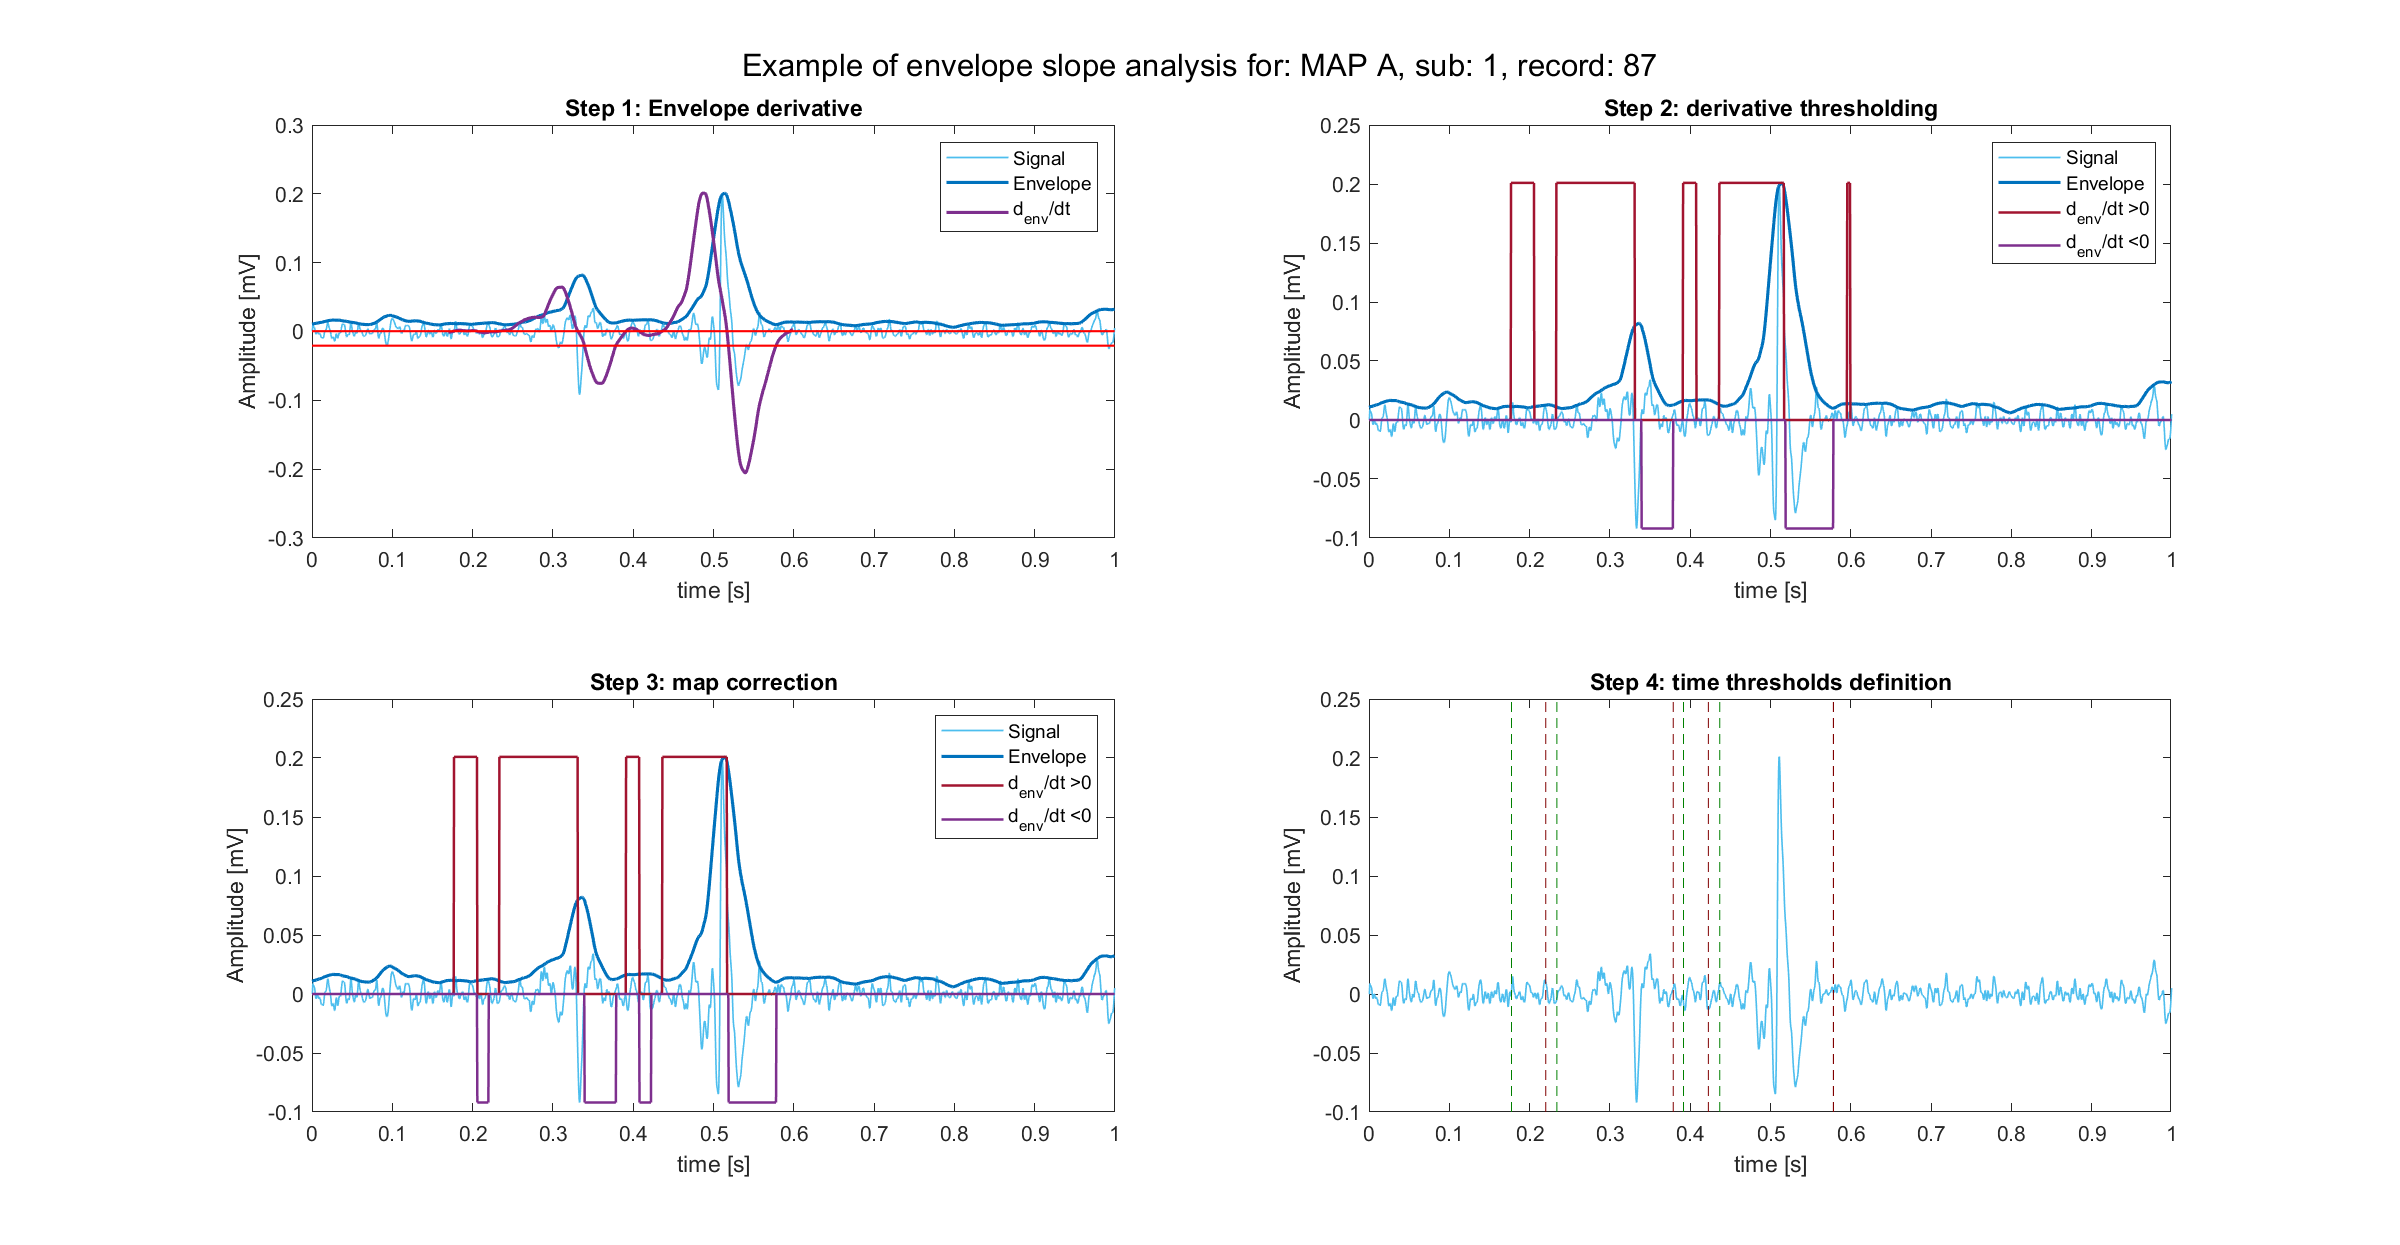 Example of envelope slope analysis for: MAP A, sub: 1, record: 87
Step 1: Envelope derivative
0.3
0.2
0.1
0
-0.1
-0.2
-0.3
Amplitude [mV]
0 0.1 0.2 0.3 0.4 0.5 0.6 0.7 0.8 0.9 1
time [s]
Signal
Envelope
d_env/dt
Step 2: derivative thresholding
0.25
0.2
0.15
0.1
0.05
0
-0.05
-0.1
Amplitude [mV]
0 0.1 0.2 0.3 0.4 0.5 0.6 0.7 0.8 0.9 1
time [s]
Signal
Envelope
d_env/dt >0
d_env/dt <0
Step 3: map correction
0.25
0.2
0.15
0.1
0.05
0
-0.05
-0.1
Amplitude [mV]
0 0.1 0.2 0.3 0.4 0.5 0.6 0.7 0.8 0.9 1
time [s]
Signal
Envelope
d_env/dt >0
d_env/dt <0
Step 4: time thresholds definition
0.25
0.2
0.15
0.1
0.05
0
-0.05
-0.1
Amplitude [mV]
0 0.1 0.2 0.3 0.4 0.5 0.6 0.7 0.8 0.9 1
time [s]